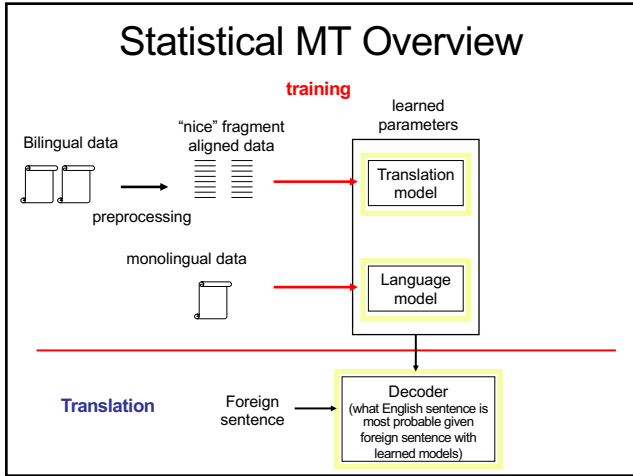 Statistical MT Overview
training
learned
parameters
Bilingual data
“nice” fragment
aligned data
preprocessing
Translation
model
monolingual data
Language
model
Translation
Foreign
sentence
Decoder
(what English sentence is
most probable given
foreign sentence with
learned models)